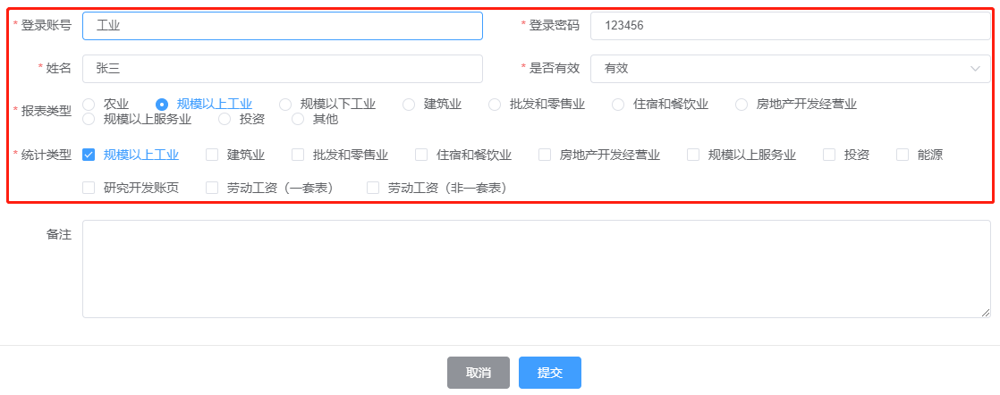 * 登录账号 工业 * 登录密码 123456
* 姓名 张三 * 是否有效 有效
* 报表类型 农业 规模以上工业 规模以下工业 建筑业 批发和零售业 住宿和餐饮业 房地产开发经营业
规模以上服务业 投资 其他
* 统计类型 规模以上工业 建筑业 批发和零售业 住宿和餐饮业 房地产开发经营业 规模以上服务业 投资 能源
研究开发账页 劳动工资（一套表） 劳动工资（非一套表）
备注
取消 提交